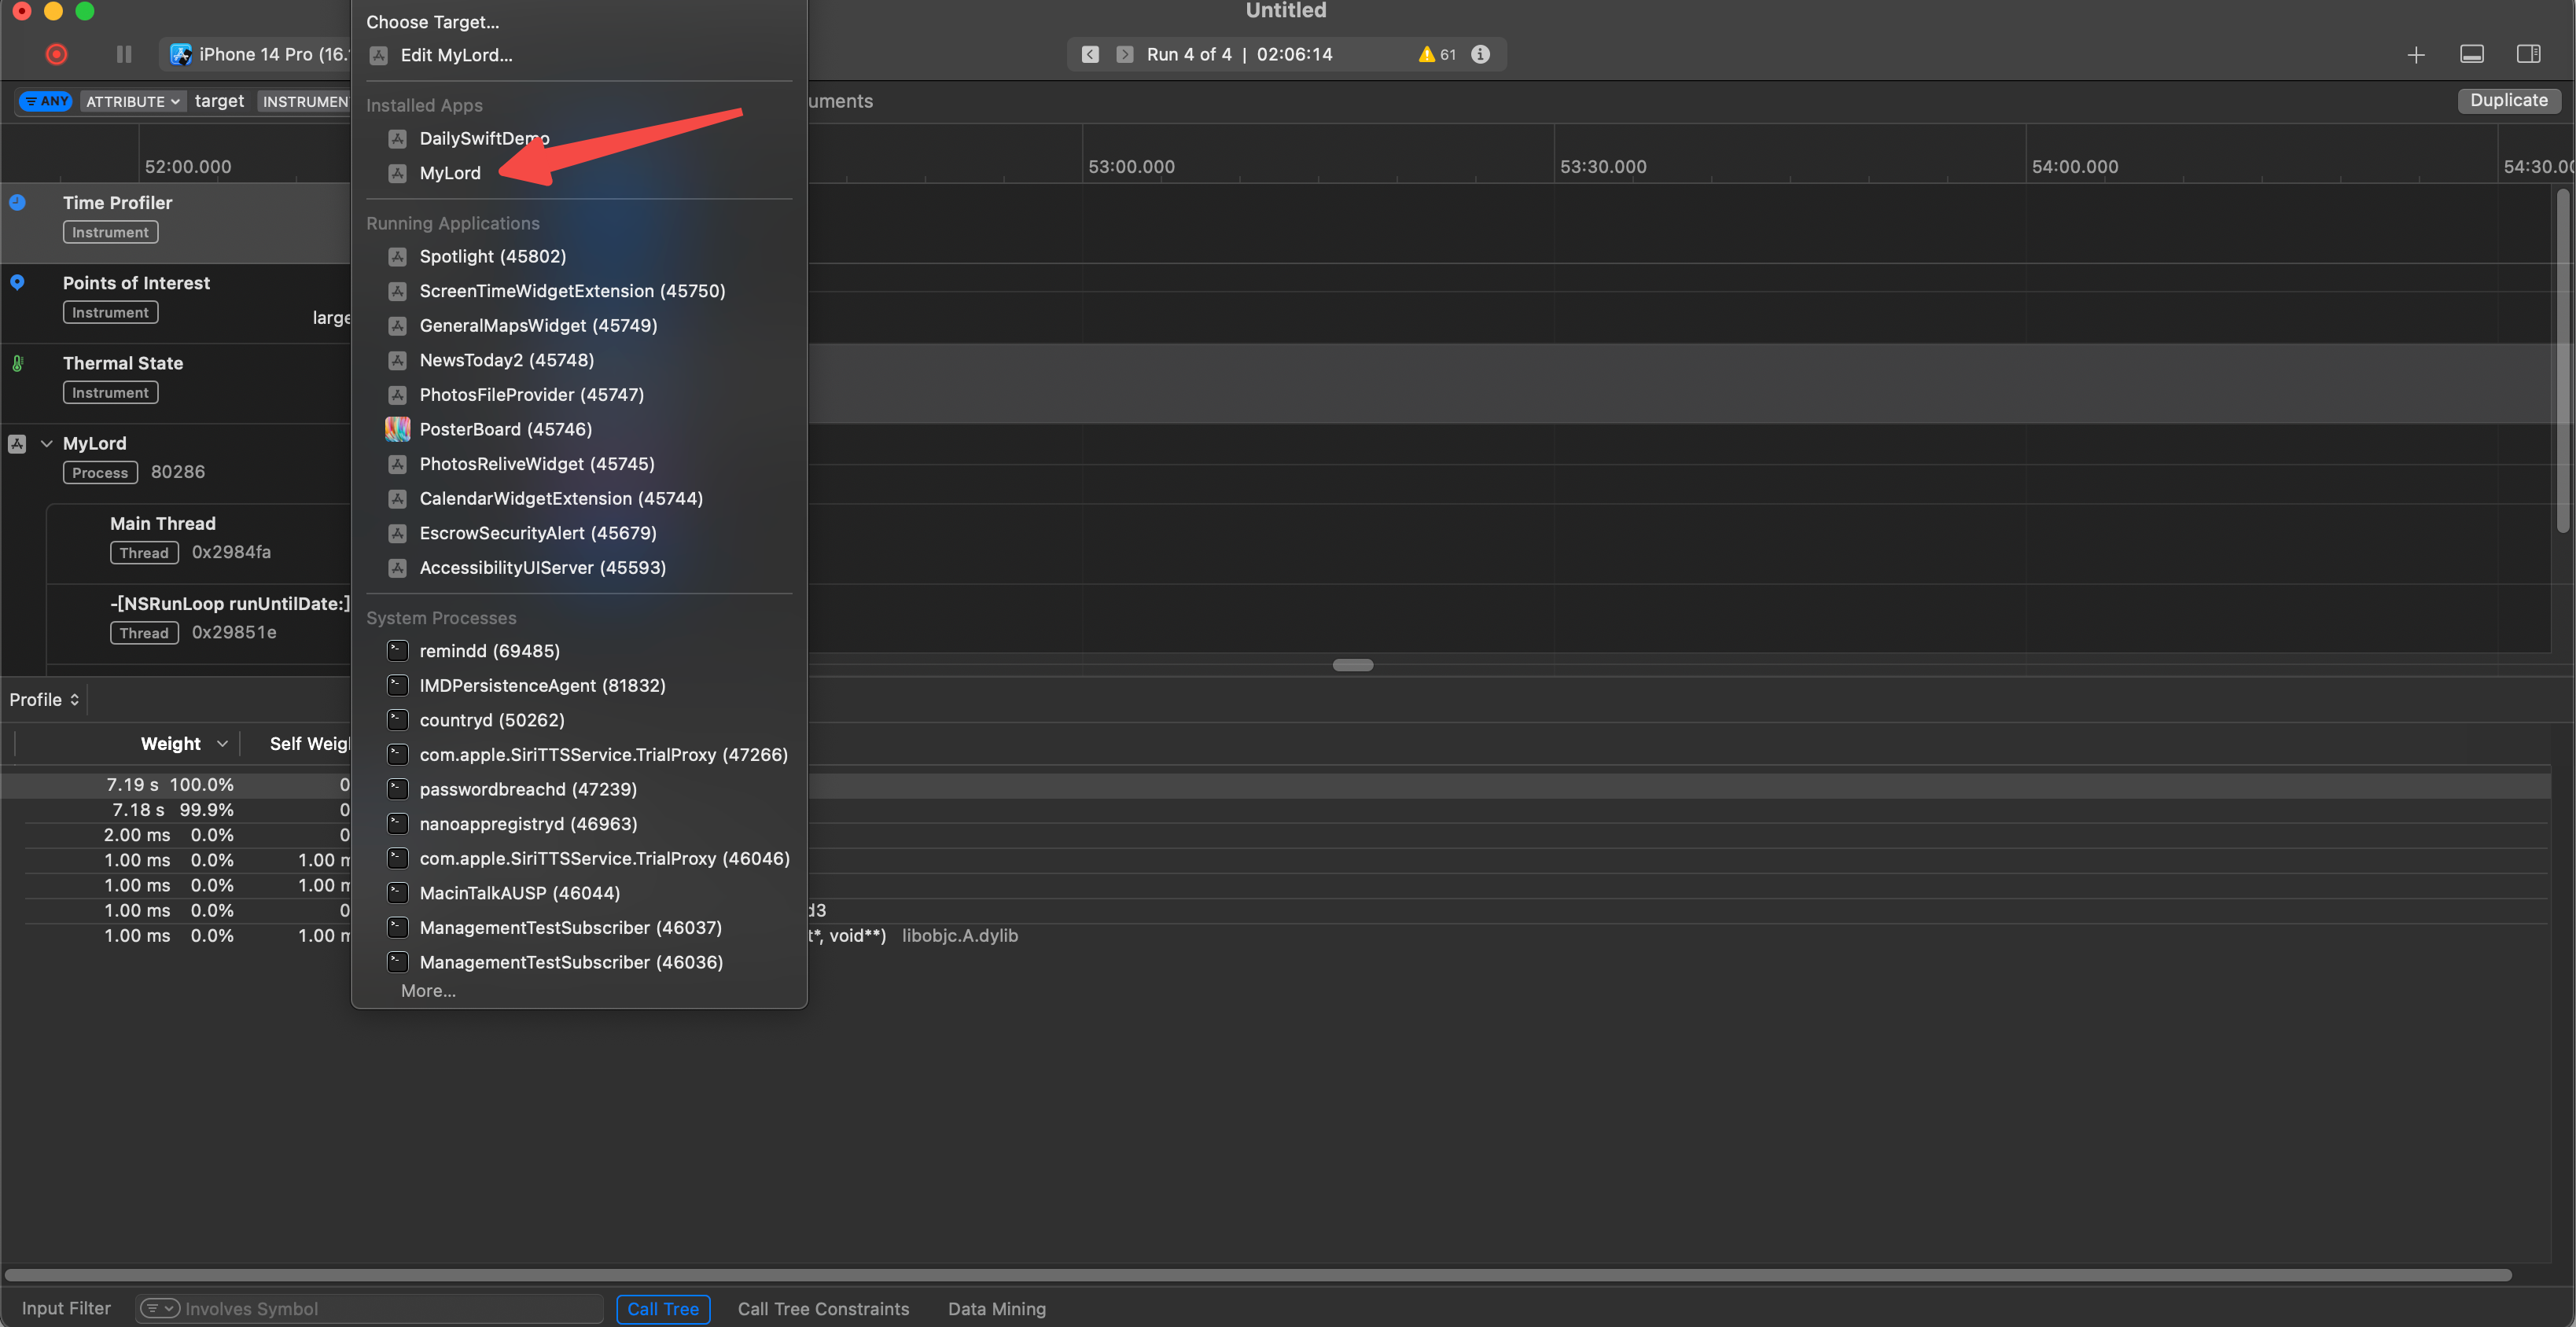 Untitled
iPhone 14 Pro (16.
Run 4 of 4 | 02:06:14
61
ANY
ATTRIBUTE
target
INSTRUMEN
uments
Duplicate
52:00.000
53:00.000
53:30.000
54:00.000
54:30.0
Time Profiler
Instrument
Points of Interest
Instrument
large
Thermal State
Instrument
MyLord
Process 80286
Main Thread
Thread 0x2984fa
-[NSRunLoop runUntilDate:]
Thread 0x29851e
Choose Target...
Edit MyLord...
Installed Apps
DailySwiftDemo
MyLord
Running Applications
Spotlight (45802)
ScreenTimeWidgetExtension (45750)
GeneralMapsWidget (45749)
NewsToday2 (45748)
PhotosFileProvider (45747)
PosterBoard (45746)
PhotosReliveWidget (45745)
CalendarWidgetExtension (45744)
EscrowSecurityAlert (45679)
AccessibilityUIServer (45593)
System Processes
remindd (69485)
IMDPersistenceAgent (81832)
countryd (50262)
com.apple.SiriTTSService.TrialProxy (47266)
passwordbreachd (47239)
nanoappregistryd (46963)
com.apple.SiriTTSService.TrialProxy (46046)
MacinTalkAUSP (46044)
ManagementTestSubscriber (46037)
ManagementTestSubscriber (46036)
More...
Profile
Weight
Self Weigl
7.19 s 100.0% 0
7.18 s 99.9% 0
2.00 ms 0.0% 0
1.00 ms 0.0% 1.00 m
1.00 ms 0.0% 1.00 m
1.00 ms 0.0% 0
d3
1.00 ms 0.0% 1.00 m
t*, void**) libobjc.A.dylib
Input Filter
Involves Symbol
Call Tree
Call Tree Constraints
Data Mining